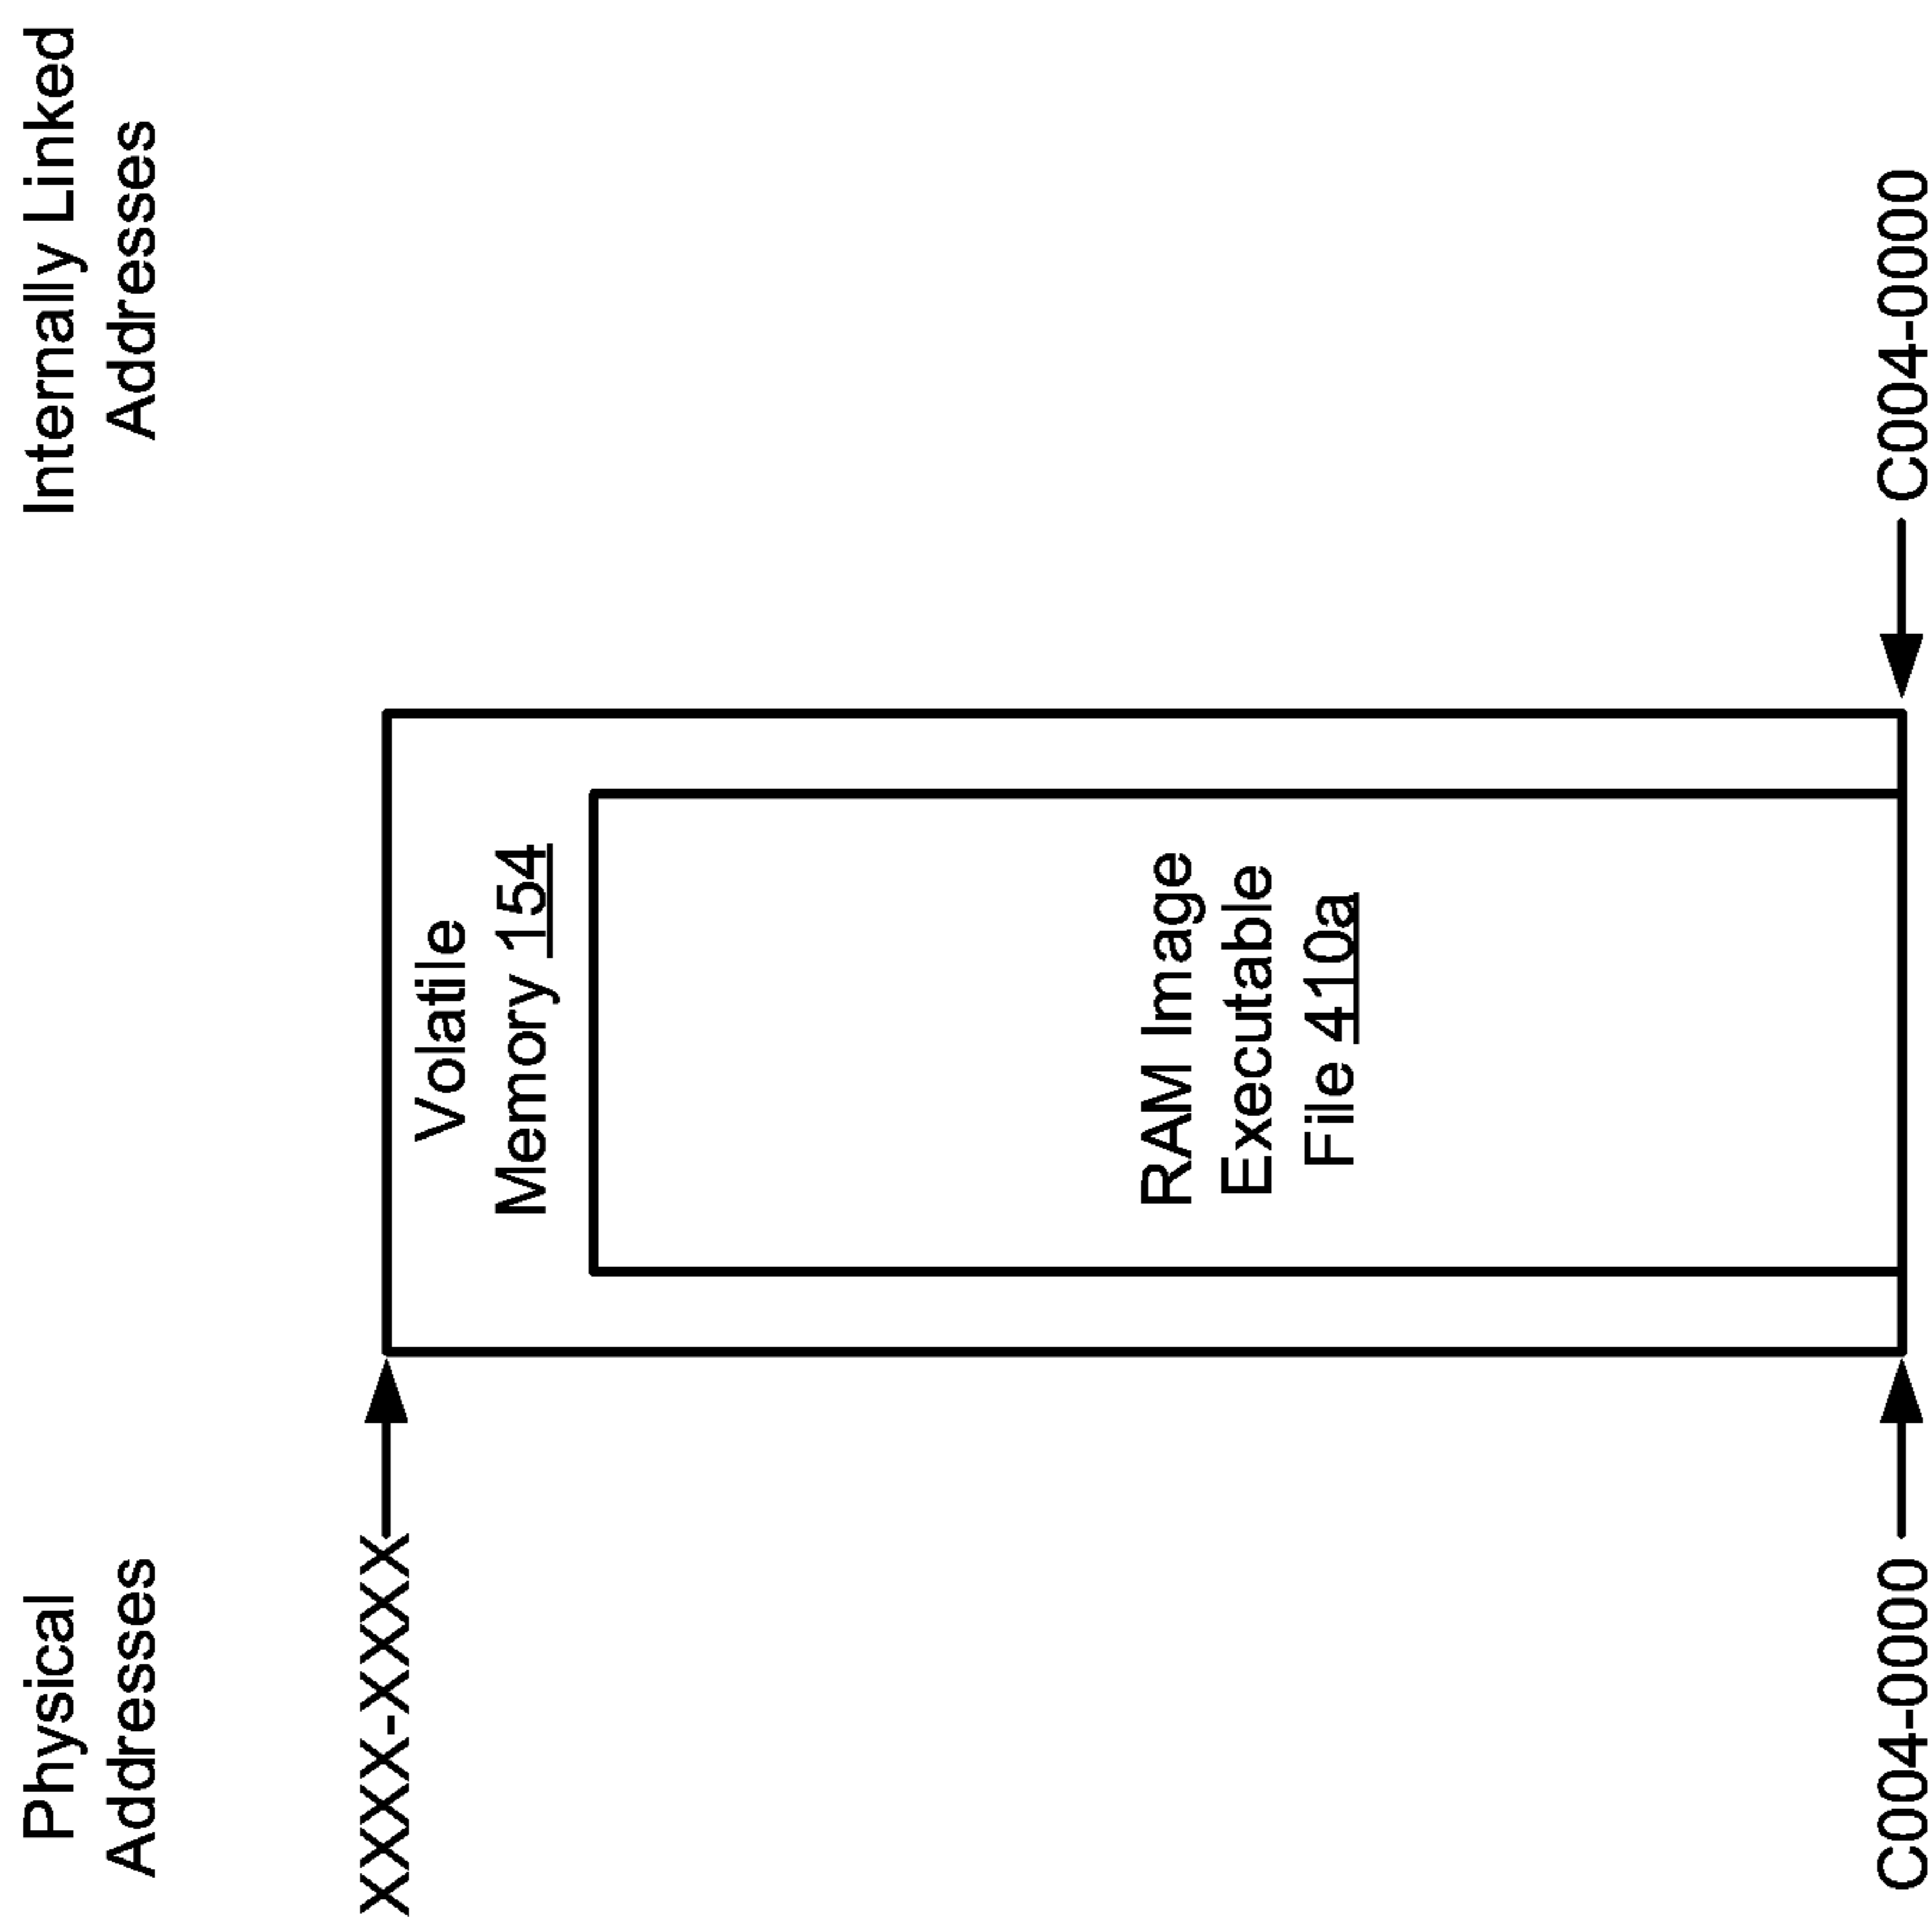 Physical
Addresses
Internally Linked
Addresses
XXXX-XXXX
Volatile
Memory 154
RAM Image
Executable
File 410a
C004-0000
C004-0000